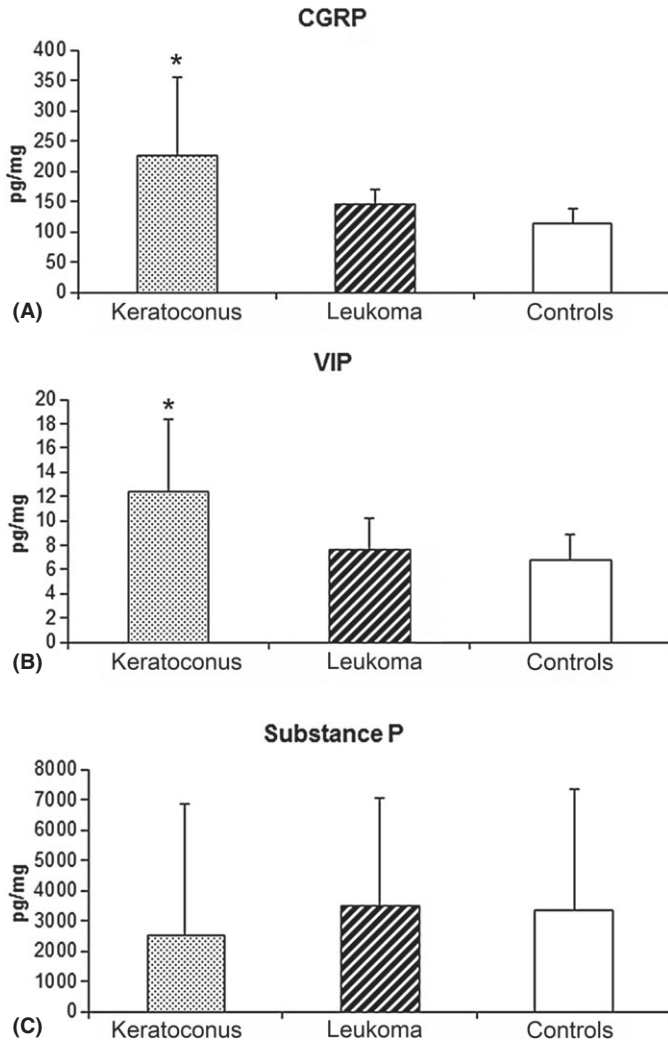 CGRP
pg/mg
400
350
300
250
200
150
100
50
0
*
(A)
Keratoconus Leukoma Controls
VIP
pg/mg
20
18
16
14
12
10
8
6
4
2
0
*
(B)
Keratoconus Leukoma Controls
Substance P
pg/mg
8000
7000
6000
5000
4000
3000
2000
1000
0
(C)
Keratoconus Leukoma Controls